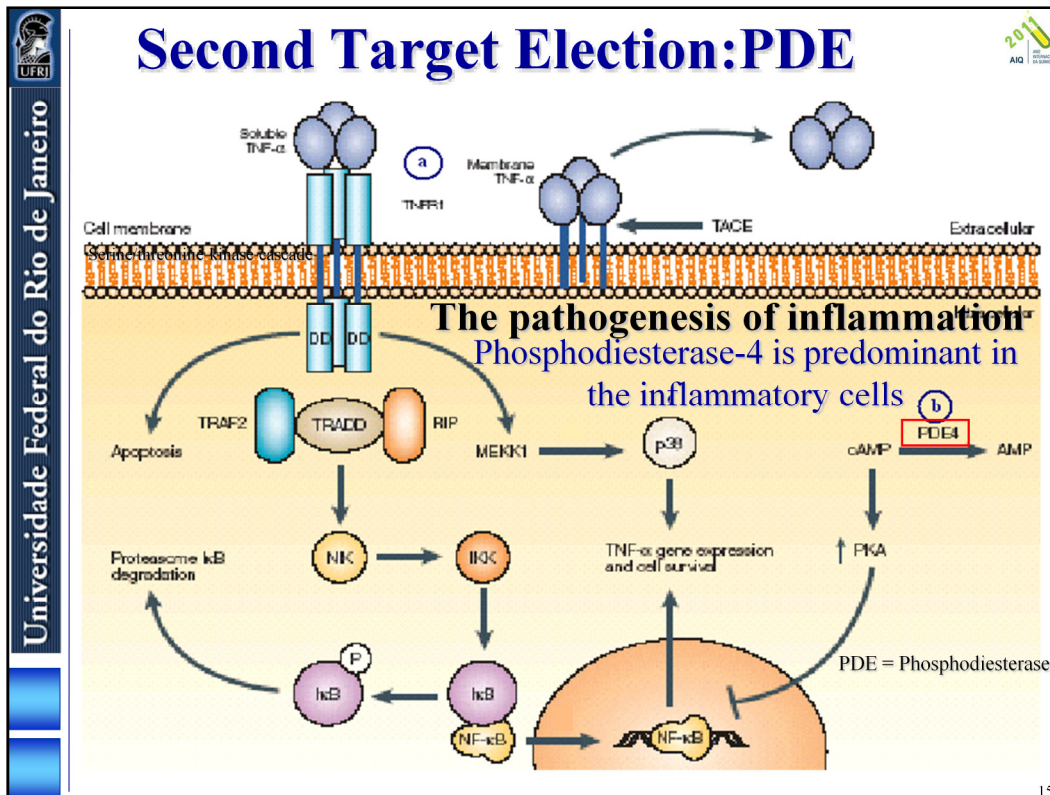 Second Target Election:PDE
UFRJ
Universidade Federal do Rio de Janeiro
2011
AIQ
Soluble
TNF-α
a
TNFR1
Membrane
TNF-α
TACE
Cell membrane
Extracellular
Serine/threonine kinase cascade
The pathogenesis of inflammation
Phosphodiesterase-4 is predominant in
the inflammatory cells
DD
DD
TRAF2
TRADD
RIP
Apoptosis
MEKK1
p38
b
PDE4
cAMP
AMP
Proteasome IκB
degradation
NIK
IKK
TNF-α gene expression
and cell survival
PKA
P
IκB
IκB
NF-κB
NF-κB
PDE = Phosphodiesterase
15